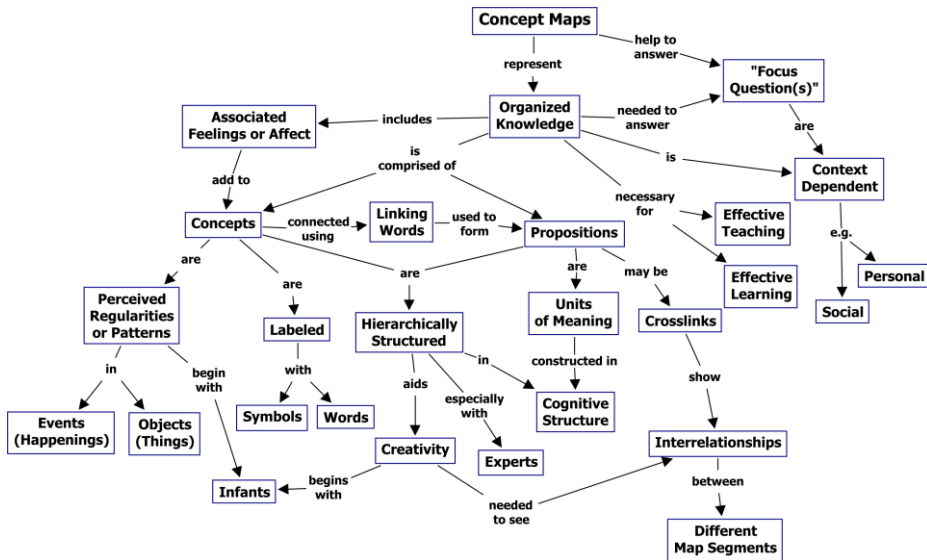 Concept Maps
help to
answer
represent
"Focus
Question(s)"
Organized
Knowledge
needed to
answer
Associated
Feelings or Affect
includes
are
is
comprised of
is
Context
Dependent
add to
necessary
for
Concepts
connected
using
Linking
Words
used to
form
Propositions
Effective
Teaching
e.g.
are
are
are
are
may be
Effective
Learning
Personal
Social
Perceived
Regularities
or Patterns
Labeled
Hierarchically
Structured
Units
of Meaning
Crosslinks
in
begin
with
with
aids
in
especially
with
constructed in
show
Events
(Happenings)
Objects
(Things)
Symbols
Words
Cognitive
Structure
Creativity
Experts
Interrelationships
Infants
begins
with
needed
to see
between
Different
Map Segments